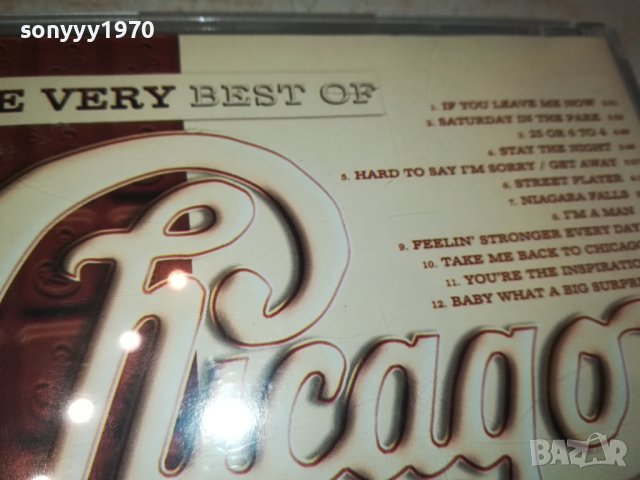 sonyyy1970
E VERY BEST OF
1. IF YOU LEAVE ME NOW
2. SATURDAY IN THE PARK
3. 25 OR 6 TO 4
4. STAY THE NIGHT
5. HARD TO SAY I'M SORRY / GET AWAY
6. STREET PLAYER
7. NIAGARA FALLS
8. I'M A MAN
9. FEELIN' STRONGER EVERY DAY
10. TAKE ME BACK TO CHICAGO
11. YOU'RE THE INSPIRATIO
12. BABY WHAT A BIG SURPRI
Chicago
BAZAR